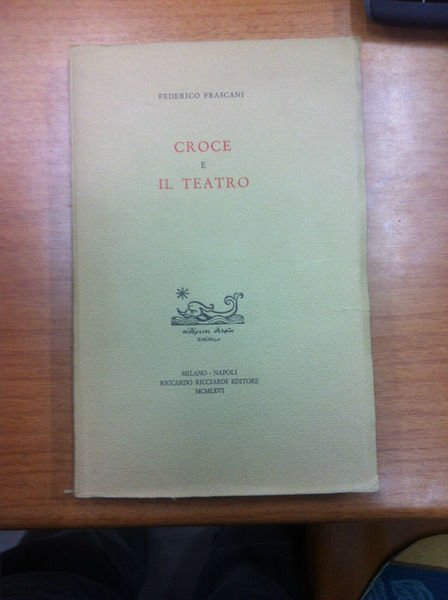 FEDERICO FRASCANI
CROCE
E
IL TEATRO
MILANO - NAPOLI
RICCARDO RICCIARDI EDITORE
MCMLXVI